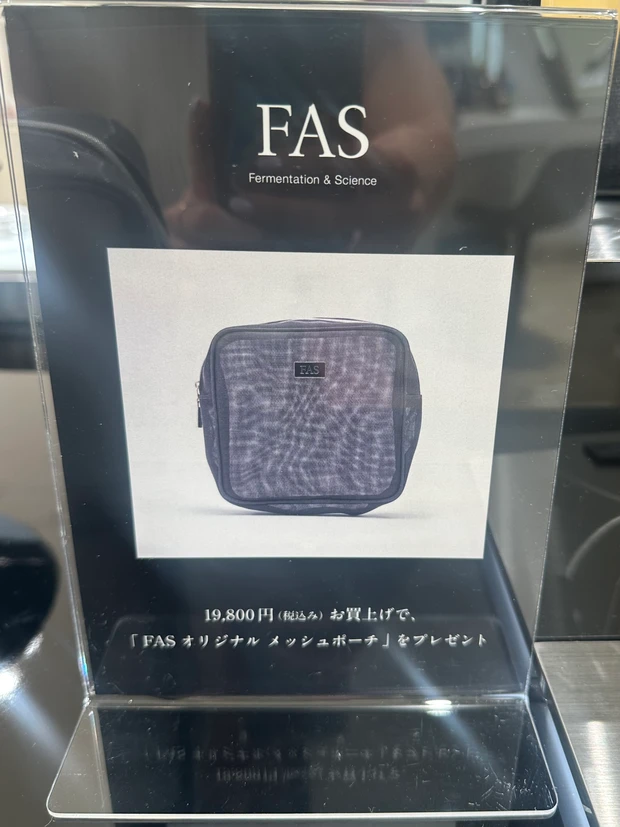 FAS
Fermentation & Science
FAS
19,800円（税込み）お買上げで、
「FAS オリジナル メッシュポーチ」をプレゼント